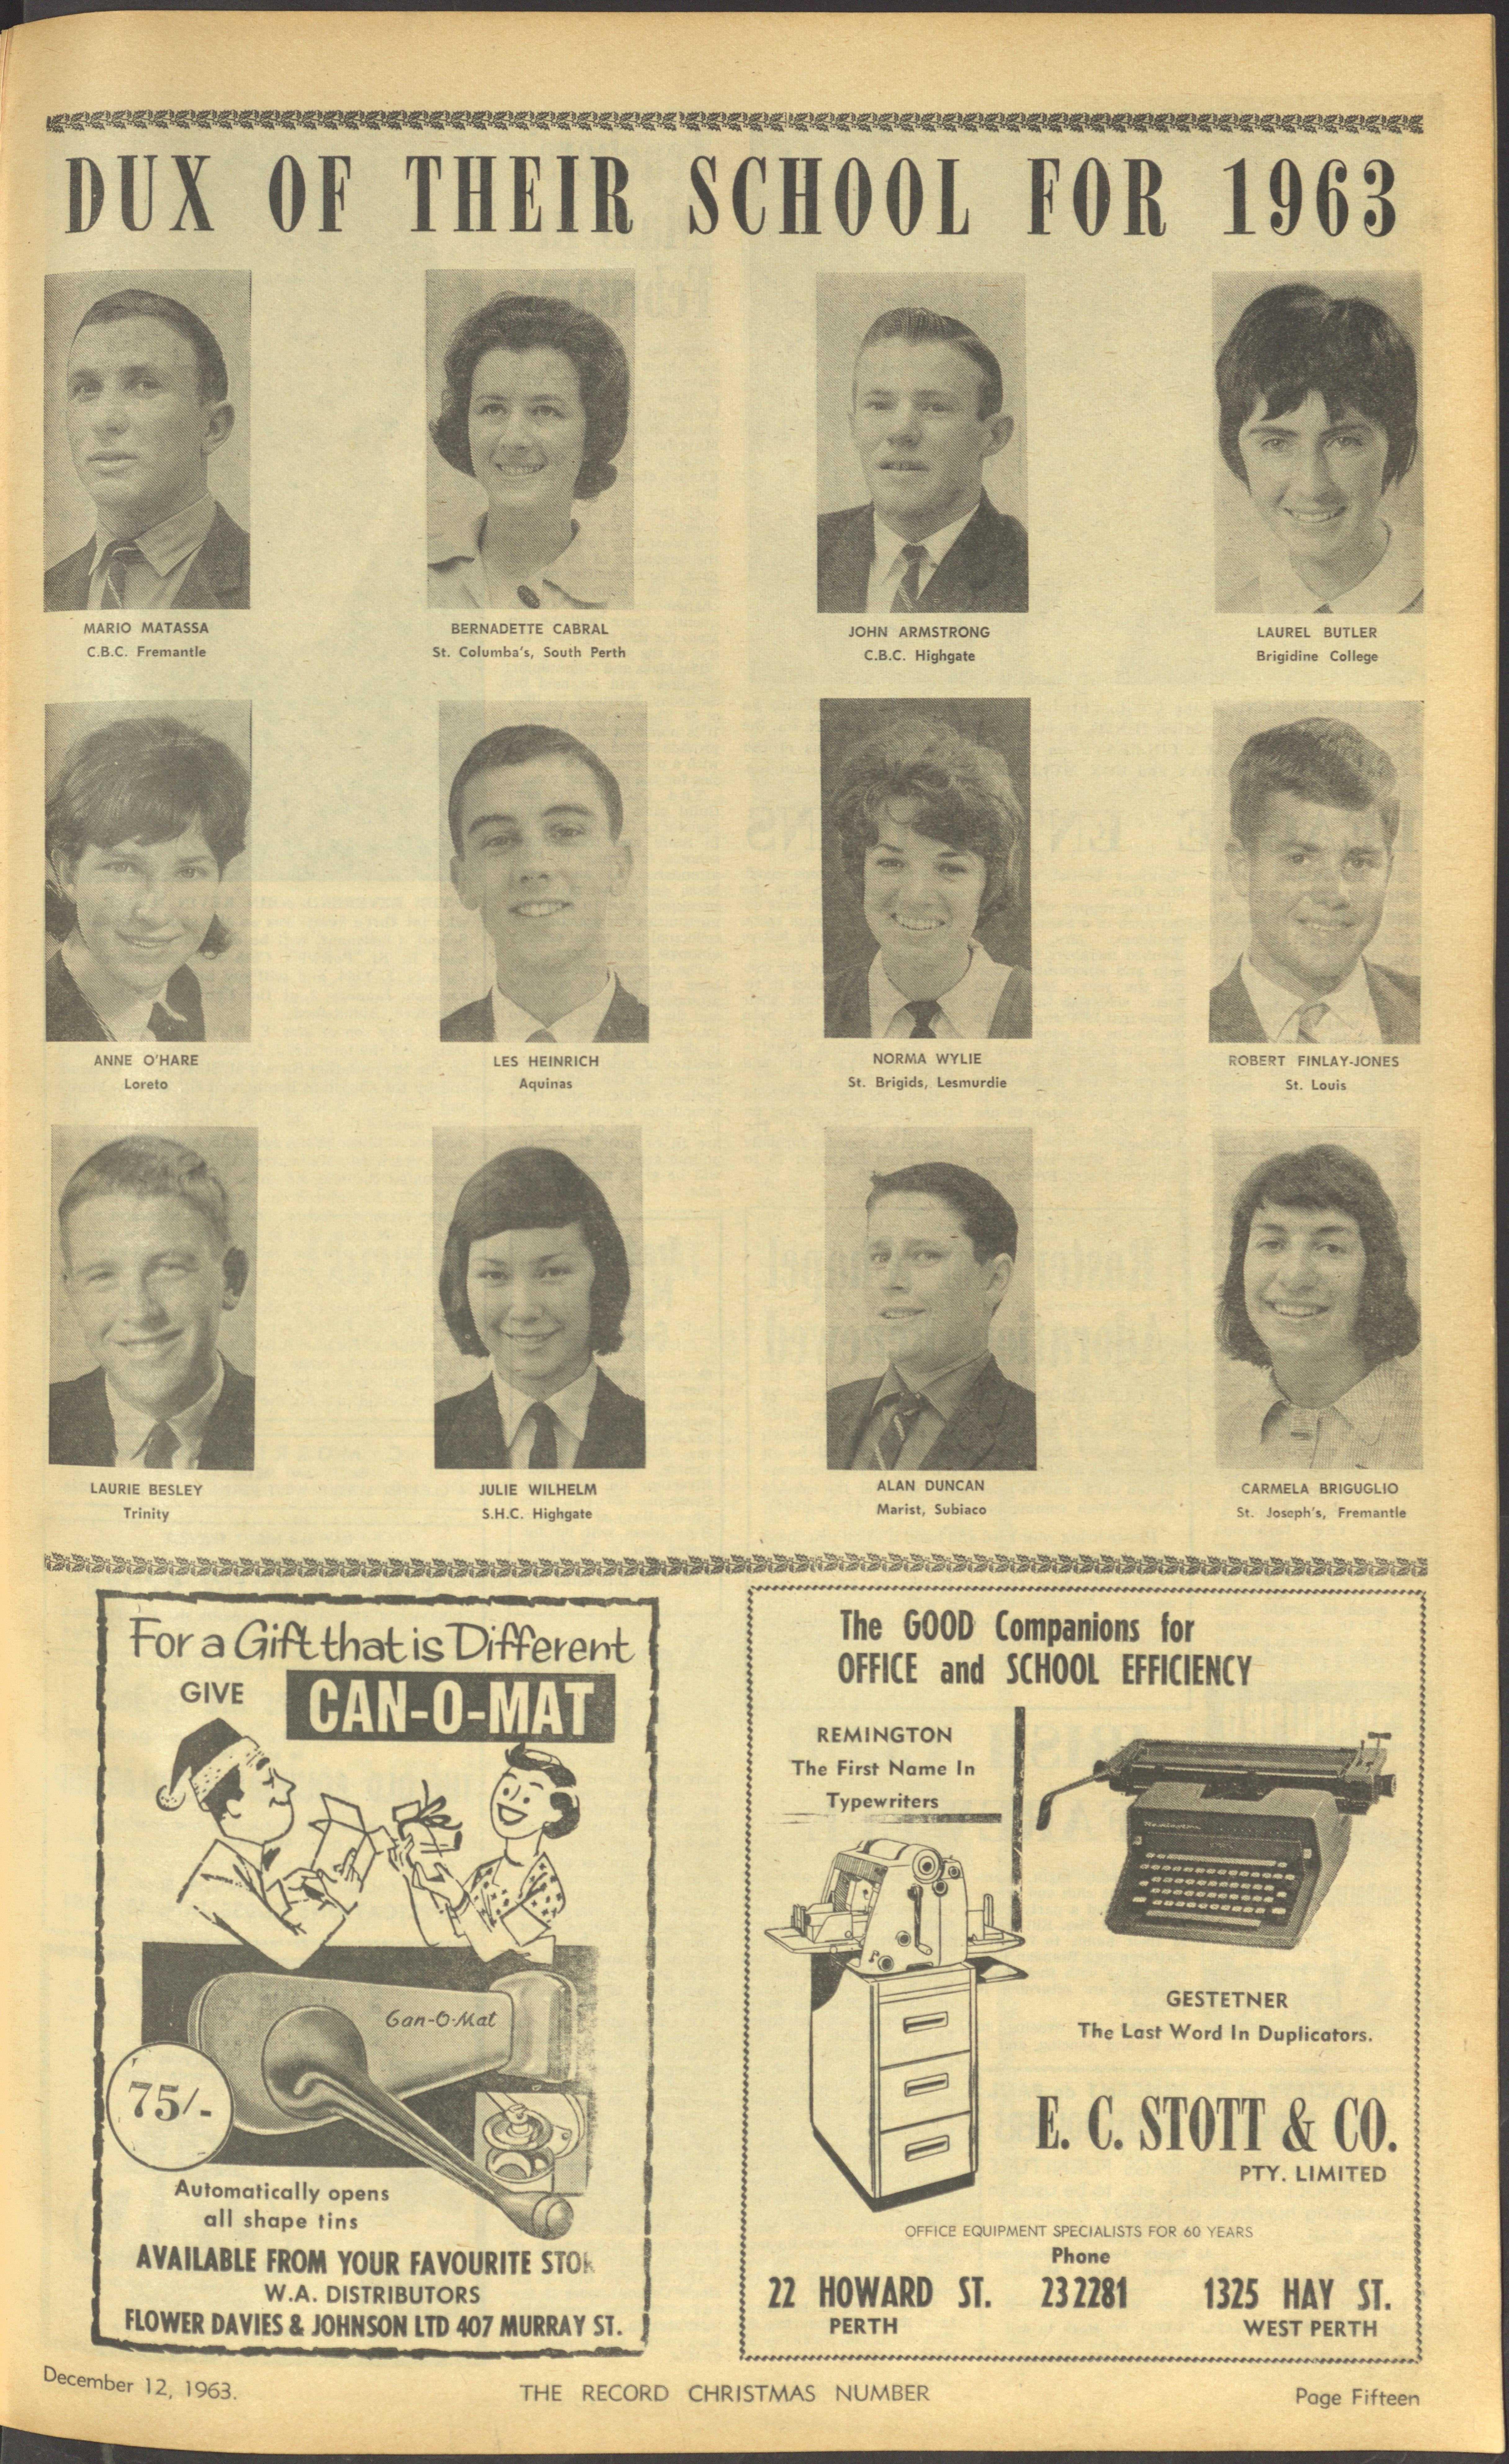 DUX OF THEIR SCHOOL FOR 1963
MARIO MATASSA
C.B.C. Fremantle
BERNADETTE CABRAL
St. Columba's, South Perth
JOHN ARMSTRONG
C.B.C. Highgate
LAUREL BUTLER
Brigidine College
ANNE O'HARE
Loreto
LES HEINRICH
Aquinas
NORMA WYLIE
St. Brigids, Lesmurdie
ROBERT FINLAY-JONES
St. Louis
LAURIE BESLEY
Trinity
JULIE WILHELM
S.H.C. Highgate
ALAN DUNCAN
Marist, Subiaco
CARMELA BRIGUGLIO
St. Joseph's, Fremantle
For a Gift that is Different
GIVE CAN-O-MAT
Can-O-Mat
75/-
Automatically opens
all shape tins
AVAILABLE FROM YOUR FAVOURITE STOR
W.A. DISTRIBUTORS
FLOWER DAVIES & JOHNSON LTD 407 MURRAY ST.
The GOOD Companions for
OFFICE and SCHOOL EFFICIENCY
REMINGTON
The First Name In
Typewriters
Remington
GESTETNER
The Last Word In Duplicators.
E. C. STOTT & CO.
PTY. LIMITED
OFFICE EQUIPMENT SPECIALISTS FOR 60 YEARS
Phone
22 HOWARD ST. 23 2281 1325 HAY ST.
PERTH WEST PERTH
December 12, 1963. THE RECORD CHRISTMAS NUMBER Page Fifteen